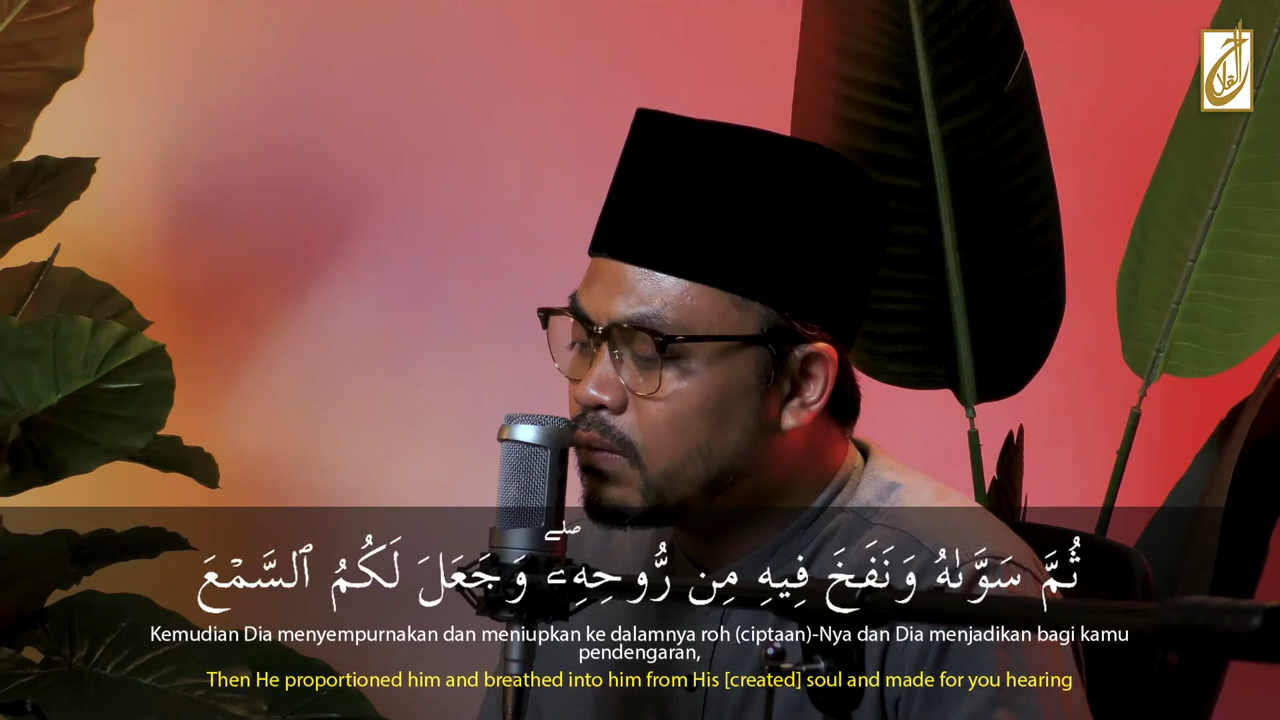 الفلاح
ثُمَّ سَوَّىٰهُ وَنَفَخَ فِيهِ مِن رُّوحِهِۦ ۖ وَجَعَلَ لَكُمُ ٱلسَّمْعَ
Kemudian Dia menyempurnakan dan meniupkan ke dalamnya roh (ciptaan)-Nya dan Dia menjadikan bagi kamu
pendengaran,
Then He proportioned him and breathed into him from His [created] soul and made for you hearing